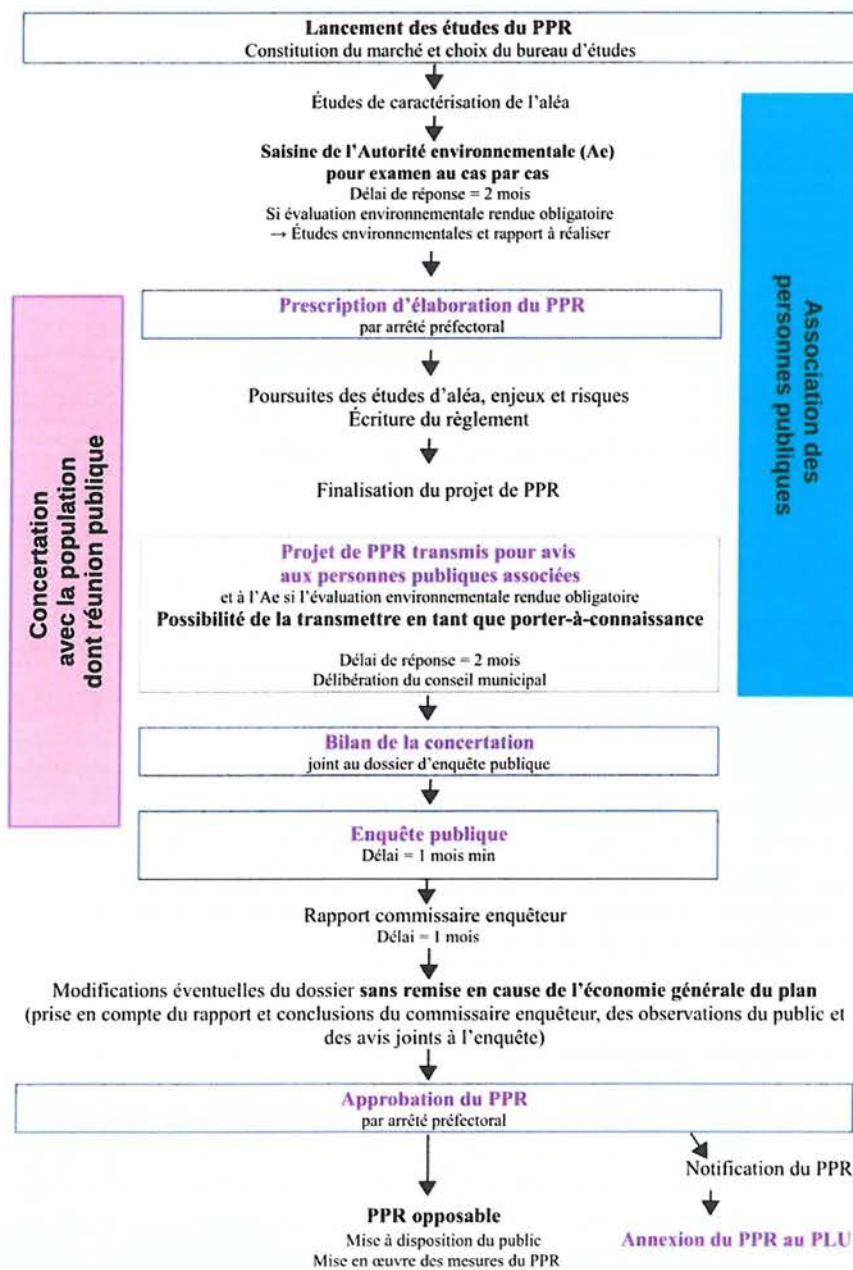 Lancement des études du PPR
Constitution du marché et choix du bureau d'études
Études de caractérisation de l'aléa
Saisine de l'Autorité environnementale (Ae)
pour examen au cas par cas
Délai de réponse = 2 mois
Si évaluation environnementale rendue obligatoire
→ Études environnementales et rapport à réaliser
Association des
personnes publiques
Concertation
avec la population
dont réunion publique
Prescription d'élaboration du PPR
par arrêté préfectoral
Poursuites des études d'aléa, enjeux et risques
Écriture du règlement
Finalisation du projet de PPR
Projet de PPR transmis pour avis
aux personnes publiques associées
et à l'Ae si l'évaluation environnementale rendue obligatoire
Possibilité de la transmettre en tant que porter-à-connaissance
Délai de réponse = 2 mois
Délibération du conseil municipal
Bilan de la concertation
joint au dossier d'enquête publique
Enquête publique
Délai = 1 mois min
Rapport commissaire enquêteur
Délai = 1 mois
Modifications éventuelles du dossier sans remise en cause de l'économie générale du plan
(prise en compte du rapport et conclusions du commissaire enquêteur, des observations du public et
des avis joints à l'enquête)
Approbation du PPR
par arrêté préfectoral
Notification du PPR
PPR opposable
Mise à disposition du public
Mise en œuvre des mesures du PPR
Annexion du PPR au PLU